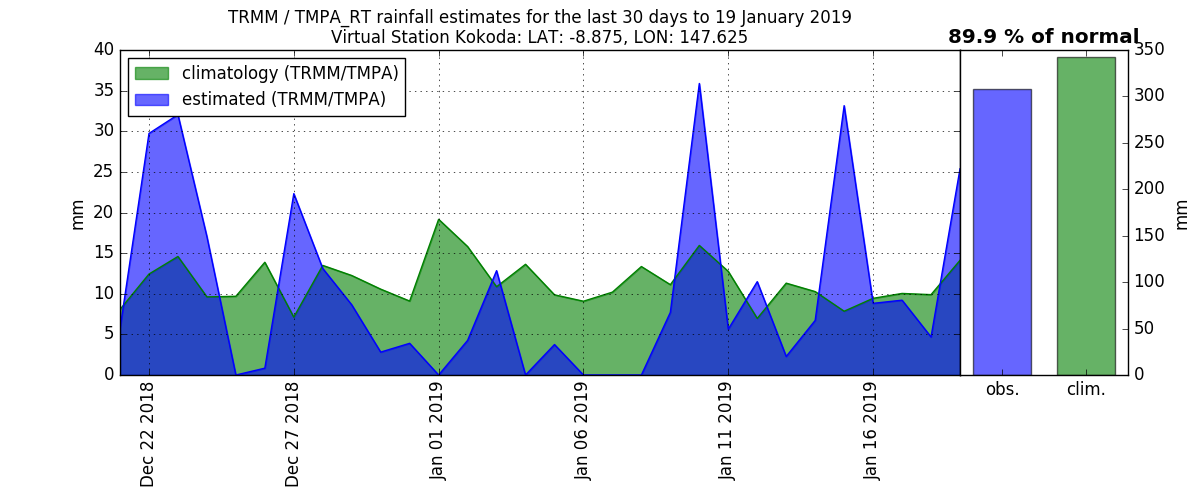 TRMM / TMPA_RT rainfall estimates for the last 30 days to 19 January 2019
Virtual Station Kokoda: LAT: -8.875, LON: 147.625
89.9 % of normal
climatology (TRMM/TMPA)
estimated (TRMM/TMPA)
40
35
30
25
20
15
10
5
0
mm
350
300
250
200
150
100
50
0
mm
Dec 22 2018
Dec 27 2018
Jan 01 2019
Jan 06 2019
Jan 11 2019
Jan 16 2019
obs.
clim.